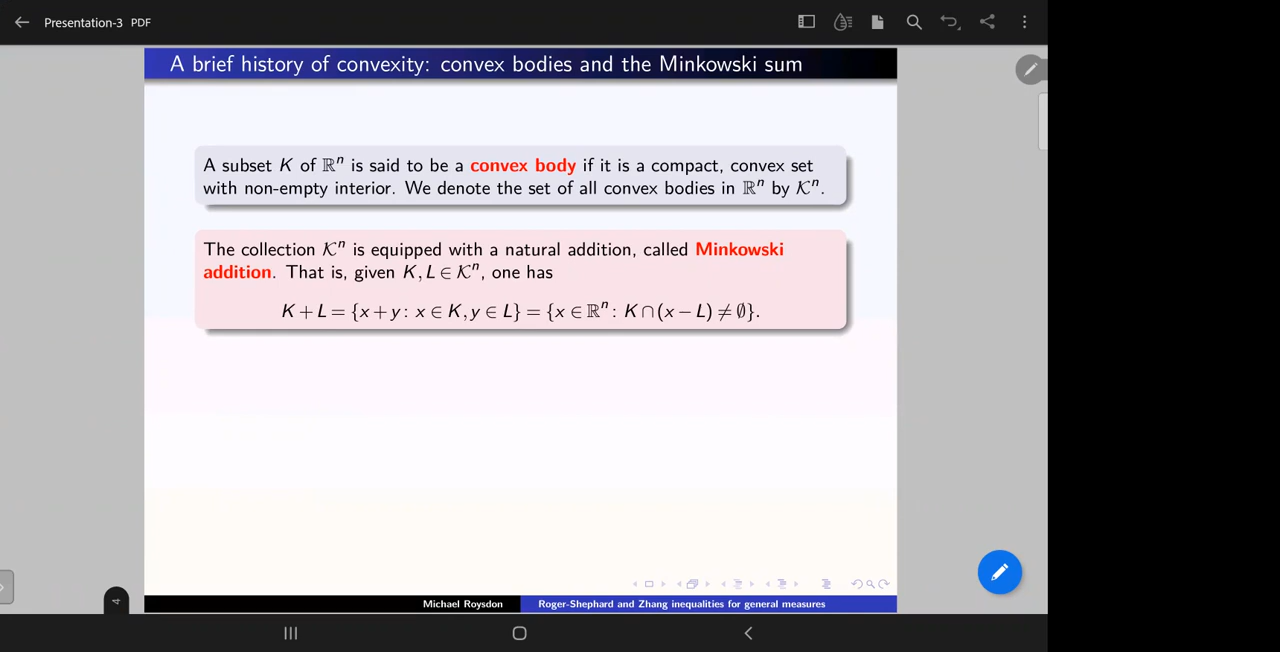 Presentation-3 PDF
A brief history of convexity: convex bodies and the Minkowski sum
A subset K of ℝⁿ is said to be a convex body if it is a compact, convex set
with non-empty interior. We denote the set of all convex bodies in ℝⁿ by 𝒦ⁿ.
The collection 𝒦ⁿ is equipped with a natural addition, called Minkowski
addition. That is, given K, L ∈ 𝒦ⁿ, one has
K + L = {x + y : x ∈ K, y ∈ L} = {x ∈ ℝⁿ : K ∩ (x − L) ≠ ∅}.
4
Michael Roysdon Roger-Shephard and Zhang inequalities for general measures